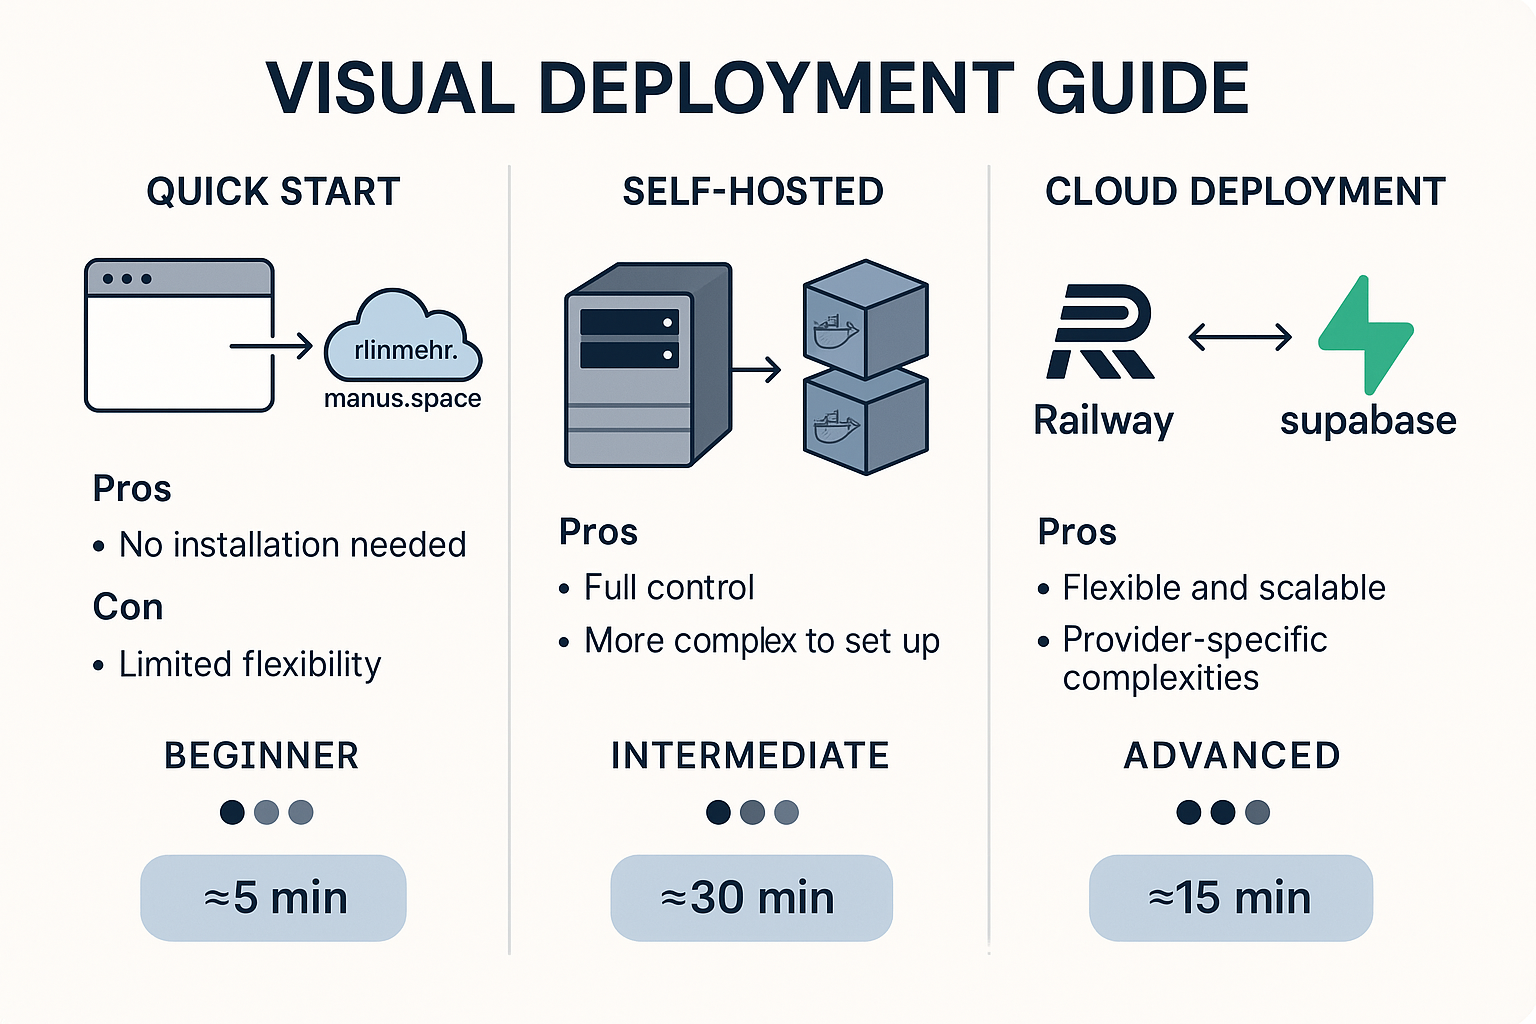 VISUAL DEPLOYMENT GUIDE
QUICK START
rlinmehr.
manus.space
Pros
• No installation needed
Con
• Limited flexibility
BEGINNER
≈5 min
SELF-HOSTED
Pros
• Full control
• More complex to set up
INTERMEDIATE
≈30 min
CLOUD DEPLOYMENT
Railway
supabase
Pros
• Flexible and scalable
• Provider-specific
complexities
ADVANCED
≈15 min